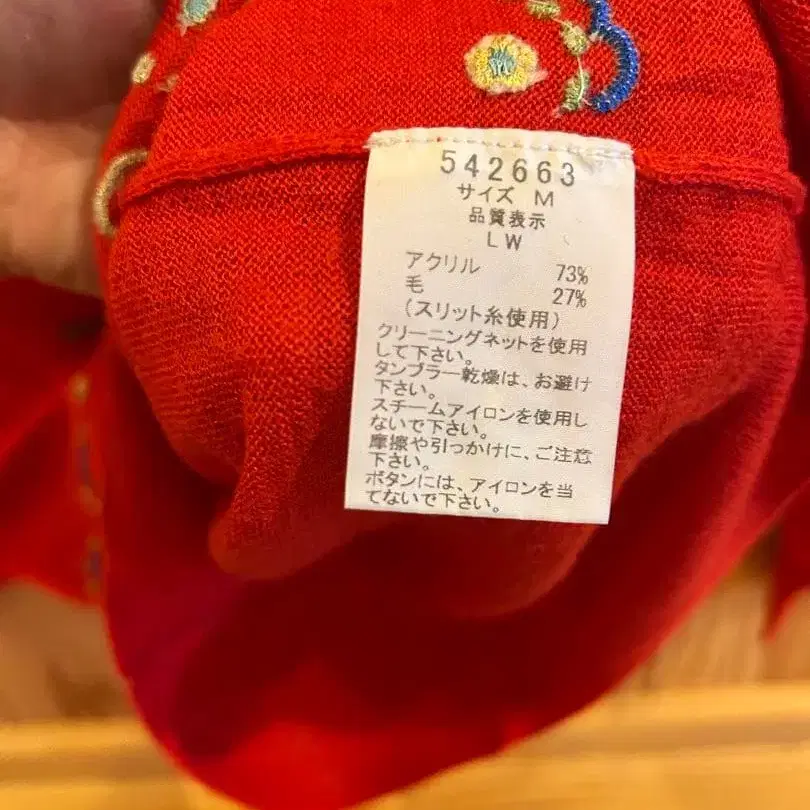 542663
サイズ M
品質表示
LW
アクリル 73%
毛 27%
(スリット糸使用)
クリーニングネットを使用
して下さい。
タンブラー乾燥は、お避け
下さい。
スチームアイロンを使用し
ないで下さい。
摩擦や引っかけに、ご注意
下さい。
ボタンには、アイロンを当
てないで下さい。